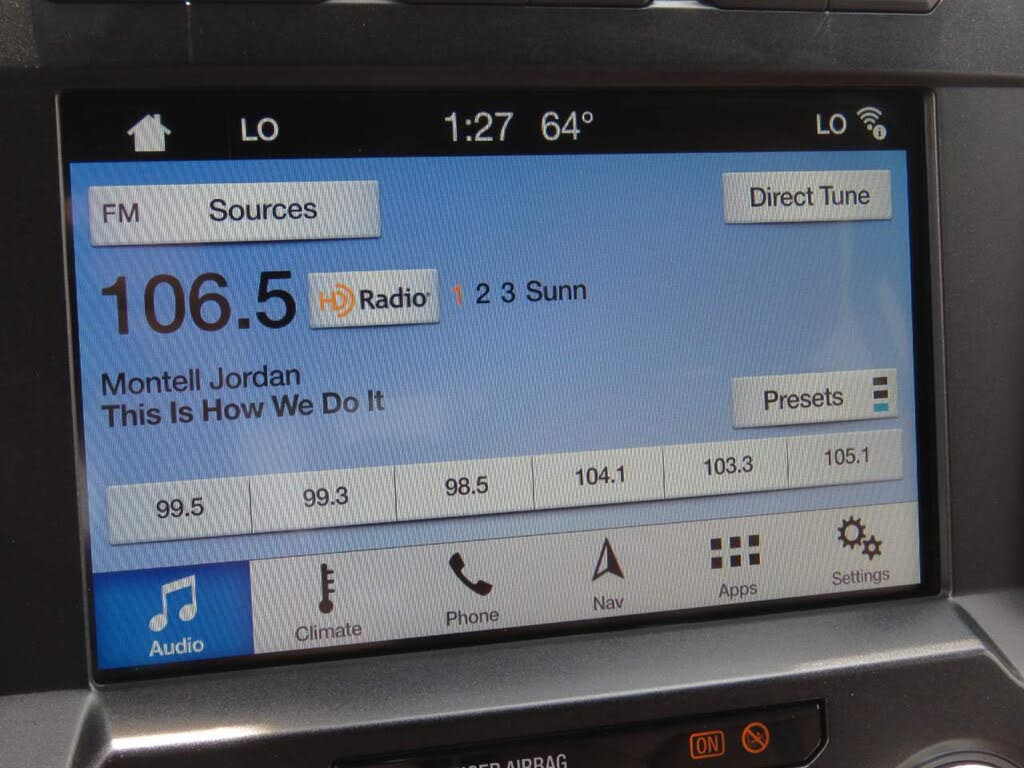 LO 1:27 64° LO
FM Sources Direct Tune
106.5 HD Radio 1 2 3 Sunn
Montell Jordan
This Is How We Do It
Presets
99.5 99.3 98.5 104.1 103.3 105.1
Audio Climate Phone Nav Apps Settings
ON
AIRBAG